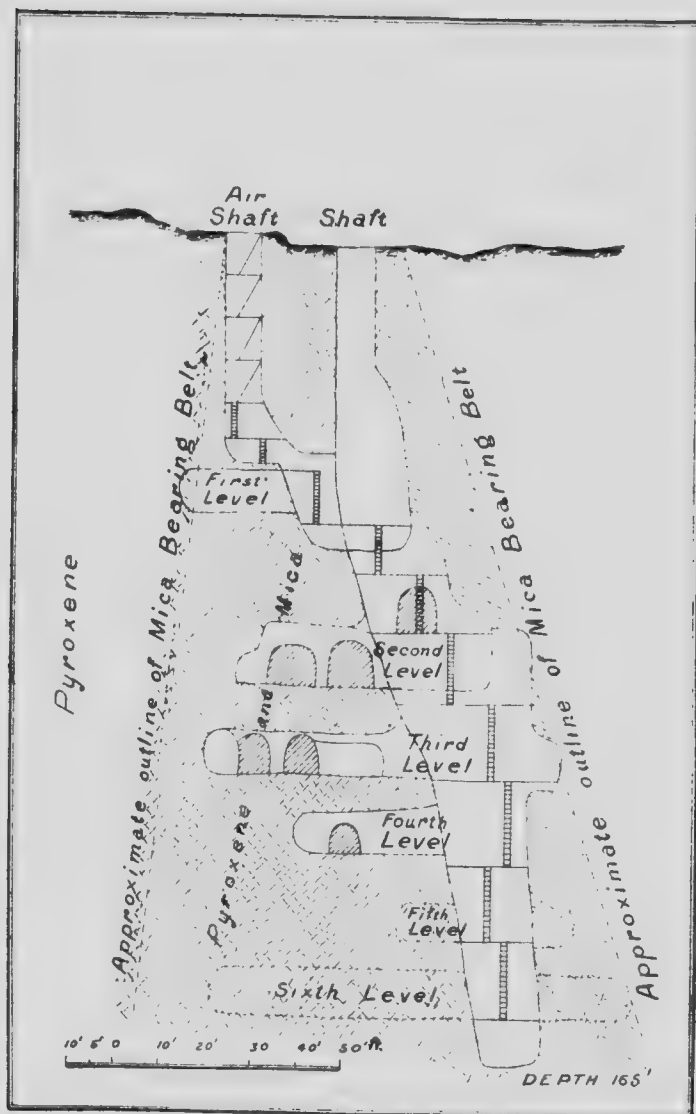 Air
Shaft
Shaft
First
Level
Second
Level
Third
Level
Fourth
Level
Fifth
Level
Sixth Level
Pyroxene
Approximate outline of Mica Bearing Belt
Pyroxene and Mica
Approximate outline of Mica Bearing Belt
10' 5' 0 10' 20' 30 40' 50'ft.
DEPTH 165'